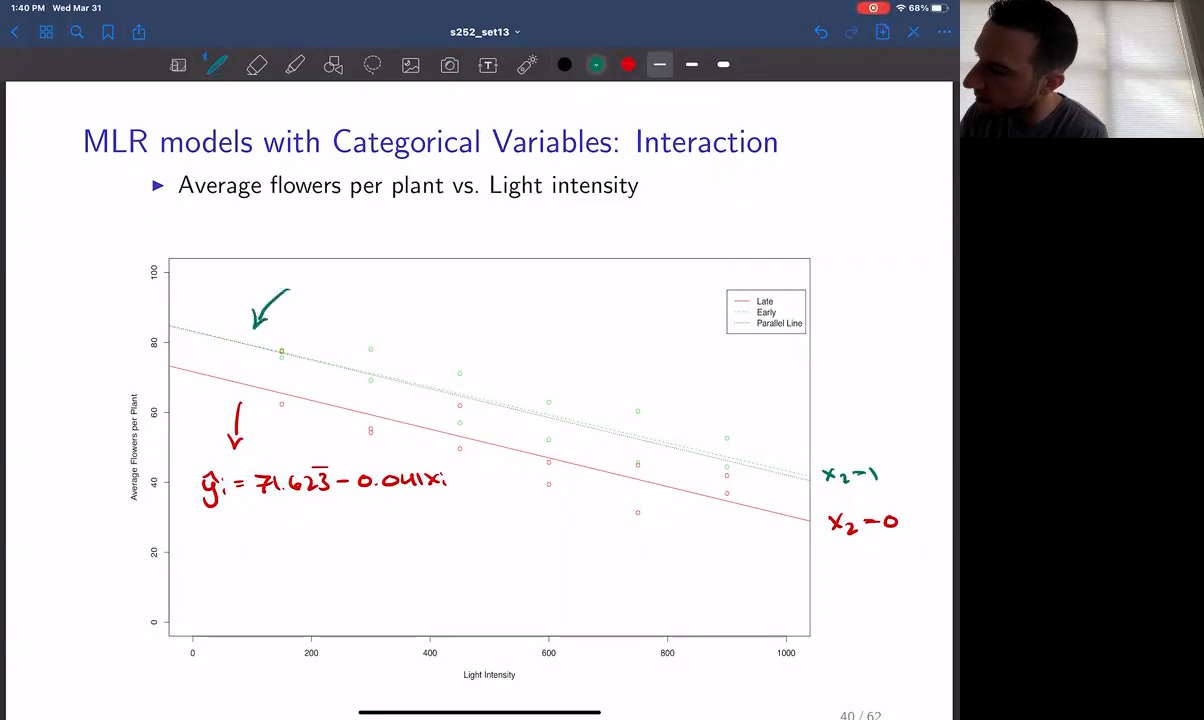 1:40 PM Wed Mar 31
68%
s252_set13
MLR models with Categorical Variables: Interaction
Average flowers per plant vs. Light intensity
Late
Early
Parallel Line
100
80
60
40
20
0
Average Flowers per Plant
ŷᵢ = 71.623̅ − 0.041xᵢ
x₂=1
x₂=0
0 200 400 600 800 1000
Light Intensity
40 / 62